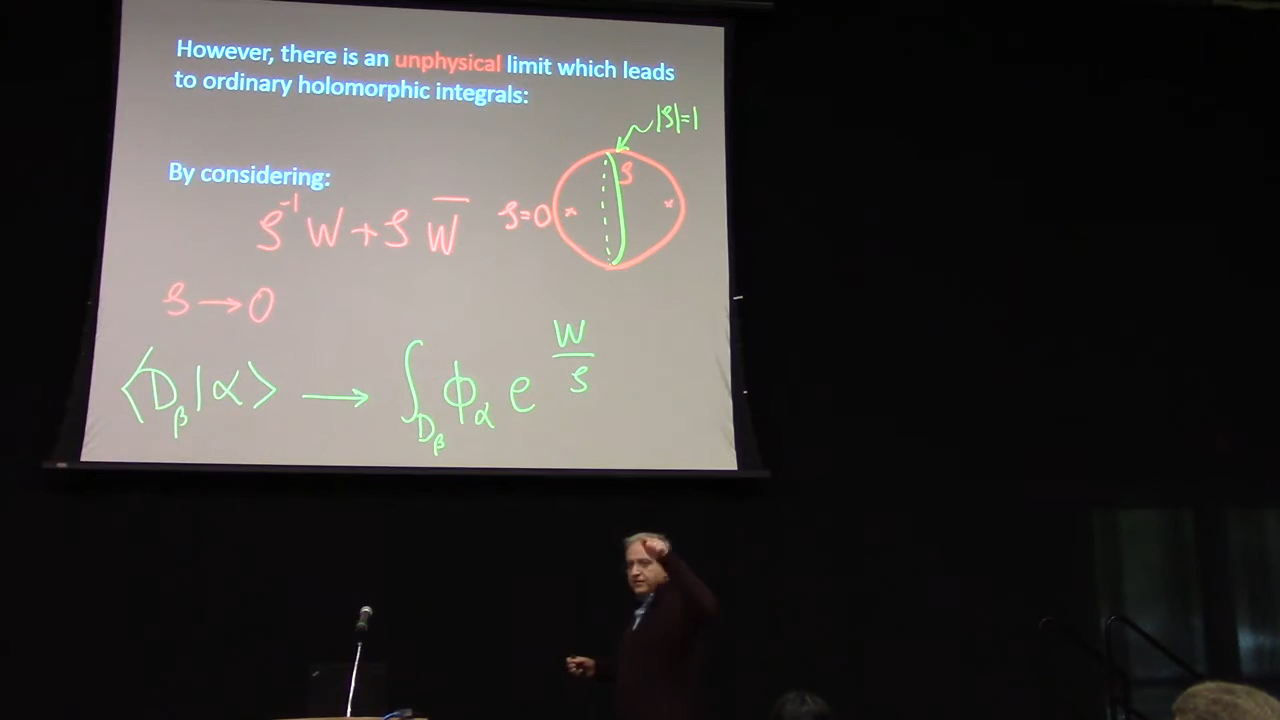 However, there is an unphysical limit which leads
to ordinary holomorphic integrals:
|ζ|=1
ζ
By considering:
ζ⁻¹ W + ζ W̅
ζ=0
ζ → 0
⟨D_β|α⟩ → ∫_{D_β} ϕ_α e^{W/ζ}